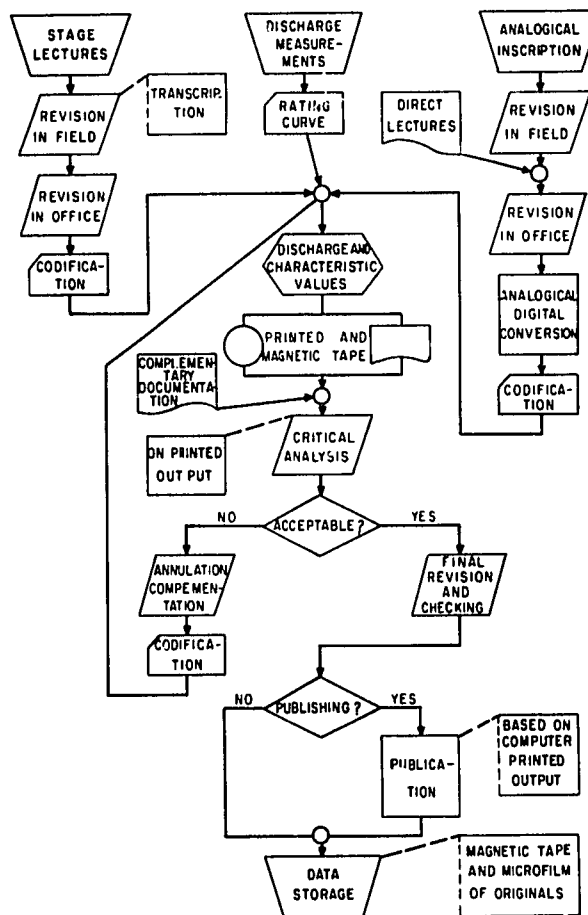 STAGE
LECTURES
REVISION
IN FIELD
TRANSCRIP
TION
REVISION
IN OFFICE
CODIFICA-
TION
DISCHARGE
MEASURE-
MENTS
RATING
CURVE
ANALOGICAL
INSCRIPTION
DIRECT
LECTURES
REVISION
IN FIELD
REVISION
IN OFFICE
ANALOGICAL
DIGITAL
CONVERSION
CODIFICA-
TION
DISCHARGE AND
CHARACTERISTIC
VALUES
PRINTED AND
MAGNETIC TAPE
COMPLEMEN-
TARY
DOCUMENTA-
TION
ON PRINTED
OUT PUT
CRITICAL
ANALYSIS
NO
ACCEPTABLE?
YES
ANNULATION
COMPEMEN-
TATION
CODIFICA-
TION
FINAL
REVISION
AND
CHECKING
NO
PUBLISHING?
YES
PUBLICA-
TION
BASED ON
COMPUTER
PRINTED
OUTPUT
DATA
STORAGE
MAGNETIC TAPE
AND MICROFILM
OF ORIGINALS